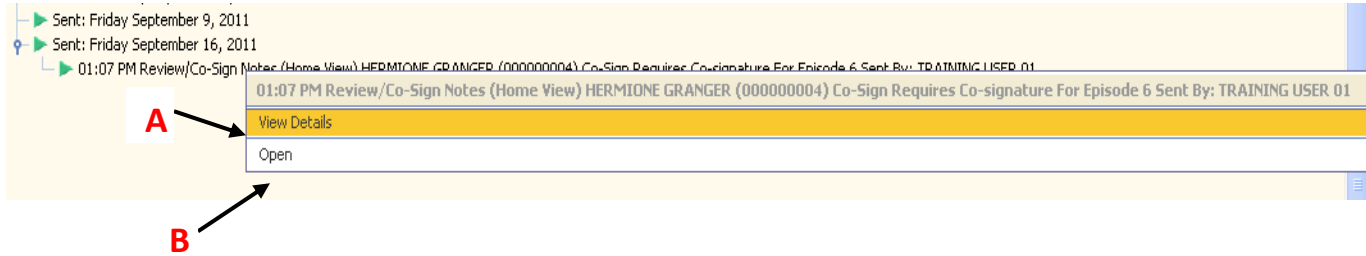 Sent: Friday September 9, 2011
Sent: Friday September 16, 2011
01:07 PM Review/Co-Sign Notes (Home View) HERMIONE GRANGER (000000004) Co-Sign Requires Co-signature For Episode 6 Sent By: TRAINING USER 01
01:07 PM Review/Co-Sign Notes (Home View) HERMIONE GRANGER (000000004) Co-Sign Requires Co-signature For Episode 6 Sent By: TRAINING USER 01
A
View Details
Open
B